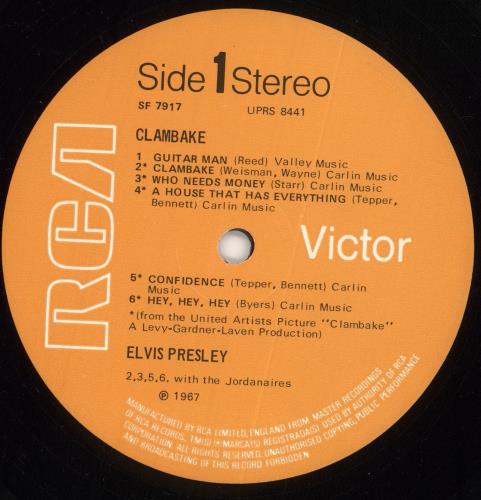 Side 1 Stereo
SF 7917 UPRS 8441
CLAMBAKE
1 GUITAR MAN (Reed) Valley Music
2* CLAMBAKE (Weisman, Wayne) Carlin Music
3* WHO NEEDS MONEY (Starr) Carlin Music
4* A HOUSE THAT HAS EVERYTHING (Tepper,
Bennett) Carlin Music
RCA
Victor
5* CONFIDENCE (Tepper, Bennett) Carlin
Music
6* HEY, HEY, HEY (Byers) Carlin Music
*(from the United Artists Picture "Clambake"
A Levy-Gardner-Laven Production)
ELVIS PRESLEY
2,3,5,6. with the Jordanaires
℗ 1967
MANUFACTURED BY RCA LIMITED, ENGLAND FROM MASTER RECORDINGS
OF RCA RECORDS. TM(S) ® MARCA(S) REGISTRADA(S) USED BY AUTHORITY OF RCA
CORPORATION. ALL RIGHTS RESERVED. UNAUTHORISED COPYING, PUBLIC PERFORMANCE
AND BROADCASTING OF THIS RECORD FORBIDDEN